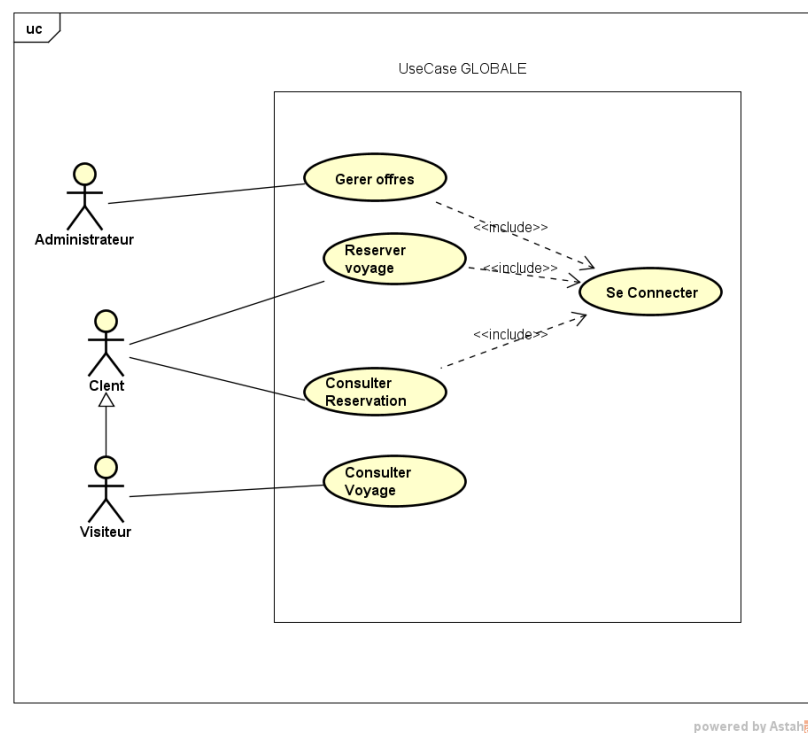 uc
UseCase GLOBALE
Gerer offres
Administrateur
<<include>>
Reserver
voyage
<<include>>
Se Connecter
Clent
<<include>>
Consulter
Reservation
Consulter
Voyage
Visiteur
powered by Astah